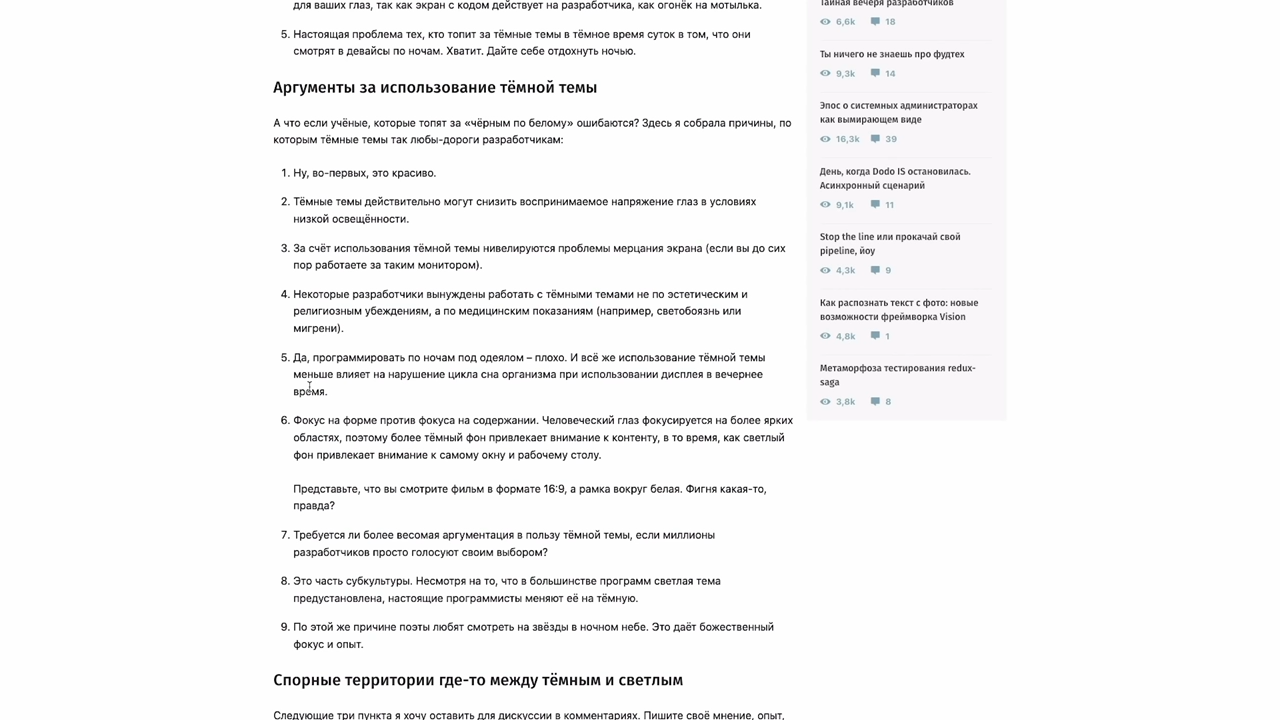 для ваших глаз, так как экран с кодом действует на разработчика, как огонёк на мотылька.
5. Настоящая проблема тех, кто топит за тёмные темы в тёмное время суток в том, что они
смотрят в девайсы по ночам. Хватит. Дайте себе отдохнуть ночью.
Аргументы за использование тёмной темы
А что если учёные, которые топят за «чёрным по белому» ошибаются? Здесь я собрала причины, по
которым тёмные темы так любы-дороги разработчикам:
1. Ну, во-первых, это красиво.
2. Тёмные темы действительно могут снизить воспринимаемое напряжение глаз в условиях
низкой освещённости.
3. За счёт использования тёмной темы нивелируются проблемы мерцания экрана (если вы до сих
пор работаете за таким монитором).
4. Некоторые разработчики вынуждены работать с тёмными темами не по эстетическим и
религиозным убеждениям, а по медицинским показаниям (например, светобоязнь или
мигрени).
5. Да, программировать по ночам под одеялом – плохо. И всё же использование тёмной темы
меньше влияет на нарушение цикла сна организма при использовании дисплея в вечернее
время.
6. Фокус на форме против фокуса на содержании. Человеческий глаз фокусируется на более ярких
областях, поэтому более тёмный фон привлекает внимание к контенту, в то время, как светлый
фон привлекает внимание к самому окну и рабочему столу.
Представьте, что вы смотрите фильм в формате 16:9, а рамка вокруг белая. Фигня какая-то,
правда?
7. Требуется ли более весомая аргументация в пользу тёмной темы, если миллионы
разработчиков просто голосуют своим выбором?
8. Это часть субкультуры. Несмотря на то, что в большинстве программ светлая тема
предустановлена, настоящие программисты меняют её на тёмную.
9. По этой же причине поэты любят смотреть на звёзды в ночном небе. Это даёт божественный
фокус и опыт.
Спорные территории где-то между тёмным и светлым
Следующие три пункта я хочу оставить для дискуссии в комментариях. Пишите своё мнение, опыт,
Тайная вечеря разработчиков
6,6k 18
Ты ничего не знаешь про фудтех
9,3k 14
Эпос о системных администраторах
как вымирающем виде
16,3k 39
День, когда Dodo IS остановилась.
Асинхронный сценарий
9,1k 11
Stop the line или прокачай свой
pipeline, йоу
4,3k 9
Как распознать текст с фото: новые
возможности фреймворка Vision
4,8k 1
Метаморфоза тестирования redux-
saga
3,8k 8